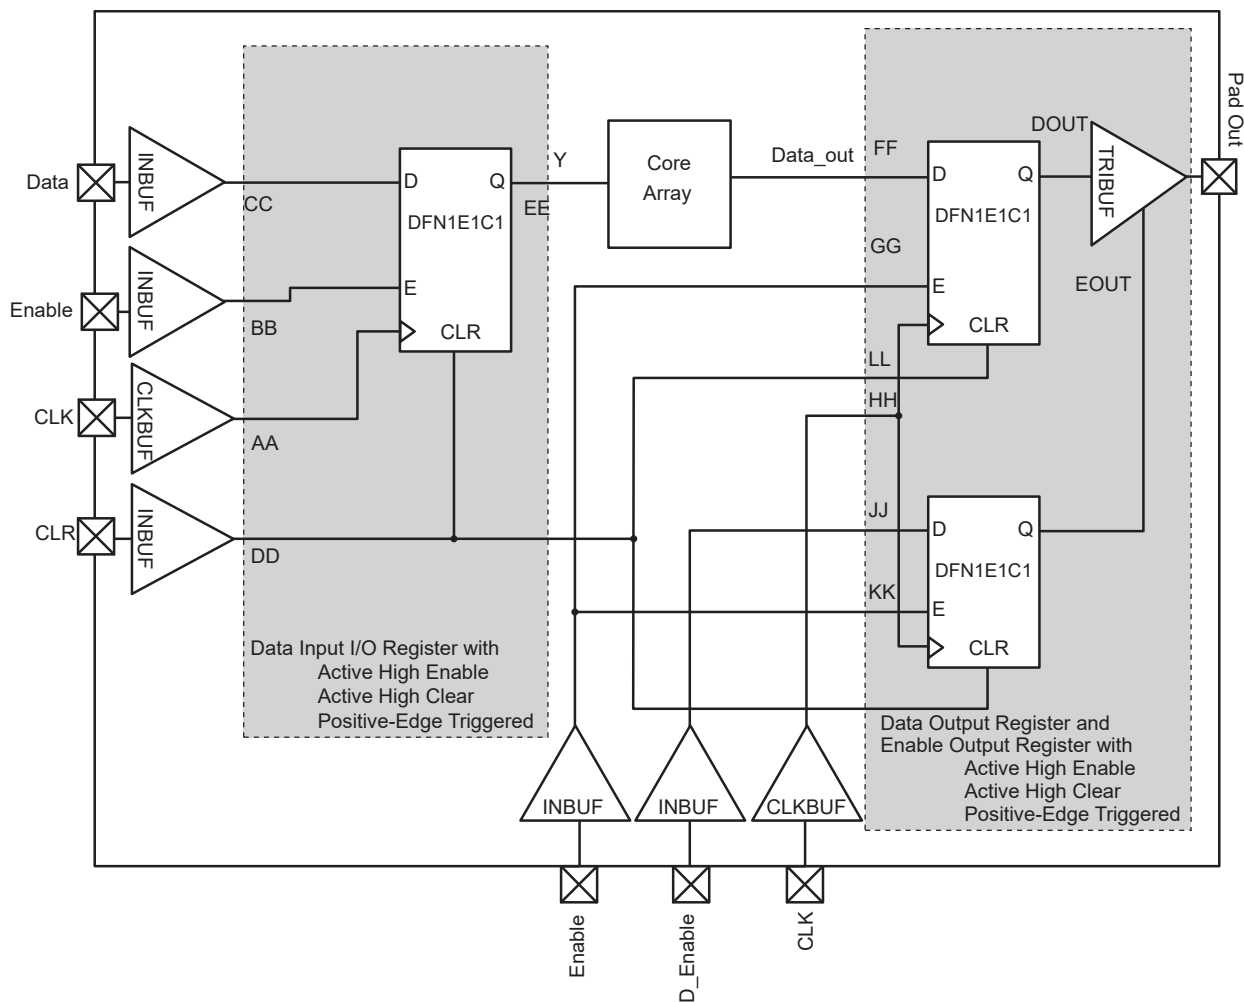 Pad Out
DOUT
TRIBUF
Data
INBUF
CC
D
Q
DFN1E1C1
E
CLR
Y
EE
Core
Array
Data_out
FF
D
Q
DFN1E1C1
GG
E
CLR
EOUT
Enable
INBUF
BB
CLK
CLKBUF
AA
LL
HH
CLR
INBUF
DD
JJ
D
Q
DFN1E1C1
KK
E
CLR
Data Input I/O Register with
Active High Enable
Active High Clear
Positive-Edge Triggered
Data Output Register and
Enable Output Register with
Active High Enable
Active High Clear
Positive-Edge Triggered
INBUF
INBUF
CLKBUF
Enable
D_Enable
CLK